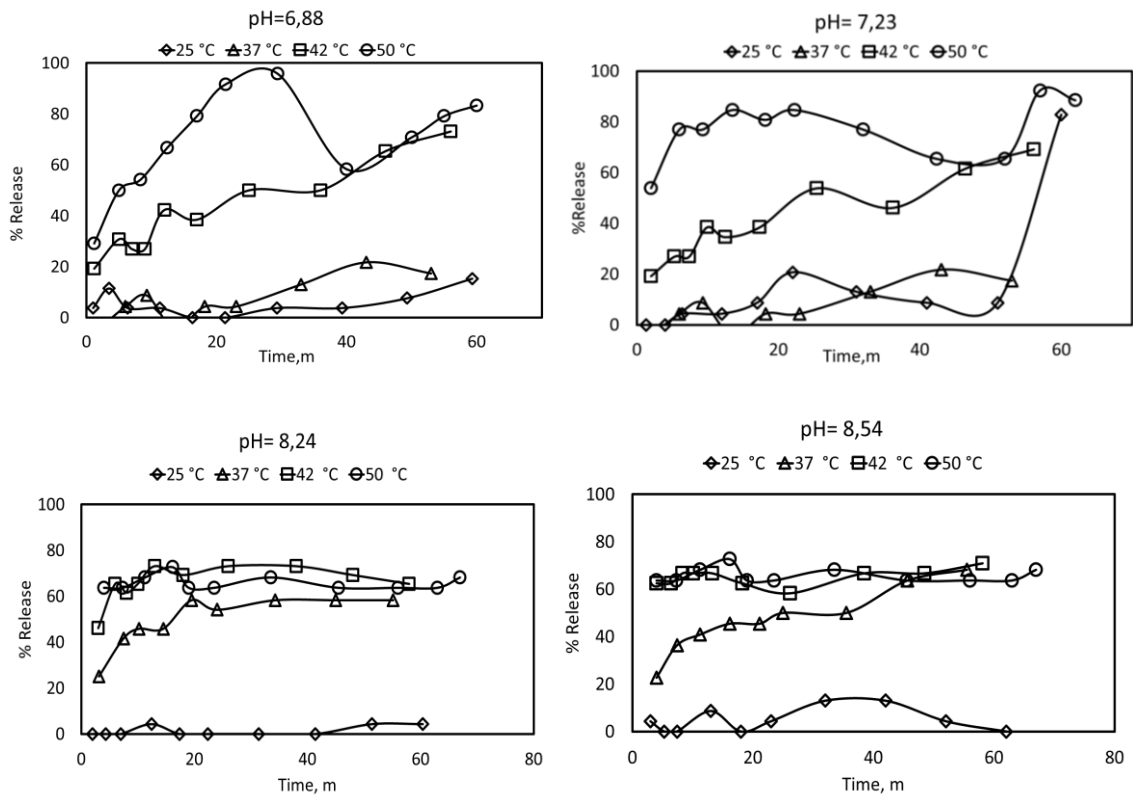 pH=6,88
25 °C 37 °C 42 °C 50 °C
100
80
60
40
20
0
% Release
0 20 40 60
Time,m
pH= 7,23
25 °C 37 °C 42 °C 50 °C
100
80
60
40
20
0
%Release
0 20 40 60
Time,m
pH= 8,24
25 °C 37 °C 42 °C 50 °C
100
80
60
40
20
0
% Release
0 20 40 60 80
Time, m
pH= 8,54
25 °C 37 °C 42 °C 50 °C
100
80
60
40
20
0
% Release
0 20 40 60 80
Time, m